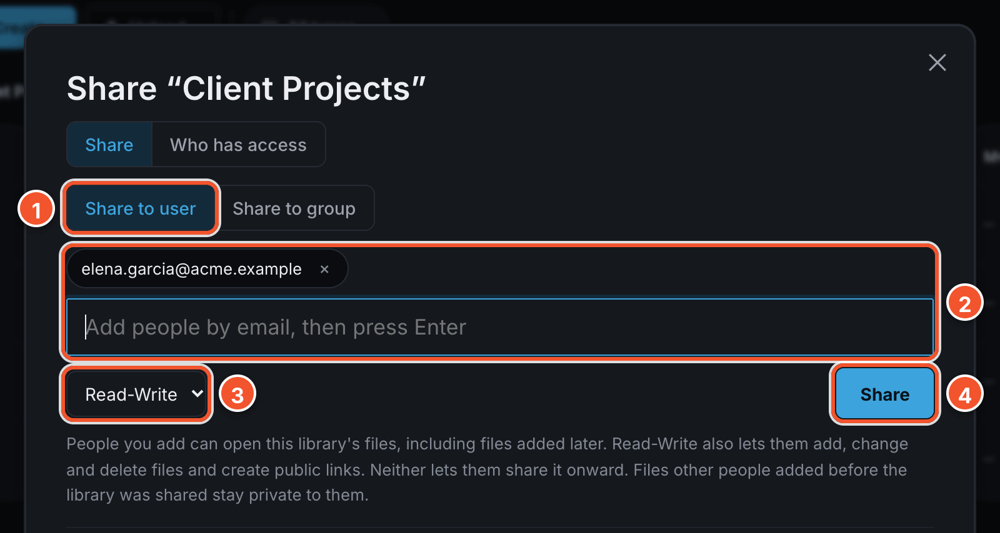 Share “Client Projects”
Share
Who has access
1
Share to user
Share to group
elena.garcia@acme.example ×
2
Add people by email, then press Enter
Read-Write
3
Share
4
People you add can open this library's files, including files added later. Read-Write also lets them add, change
and delete files and create public links. Neither lets them share it onward. Files other people added before the
library was shared stay private to them.